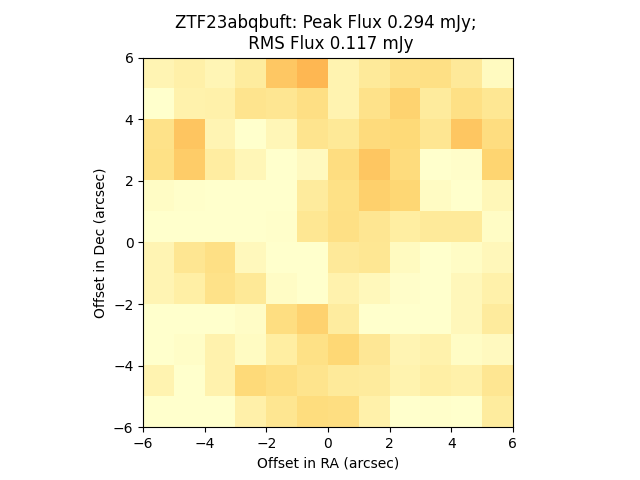 ZTF23abqbuft: Peak Flux 0.294 mJy;
RMS Flux 0.117 mJy
6
4
2
0
−2
−4
−6
Offset in Dec (arcsec)
−6 −4 −2 0 2 4 6
Offset in RA (arcsec)